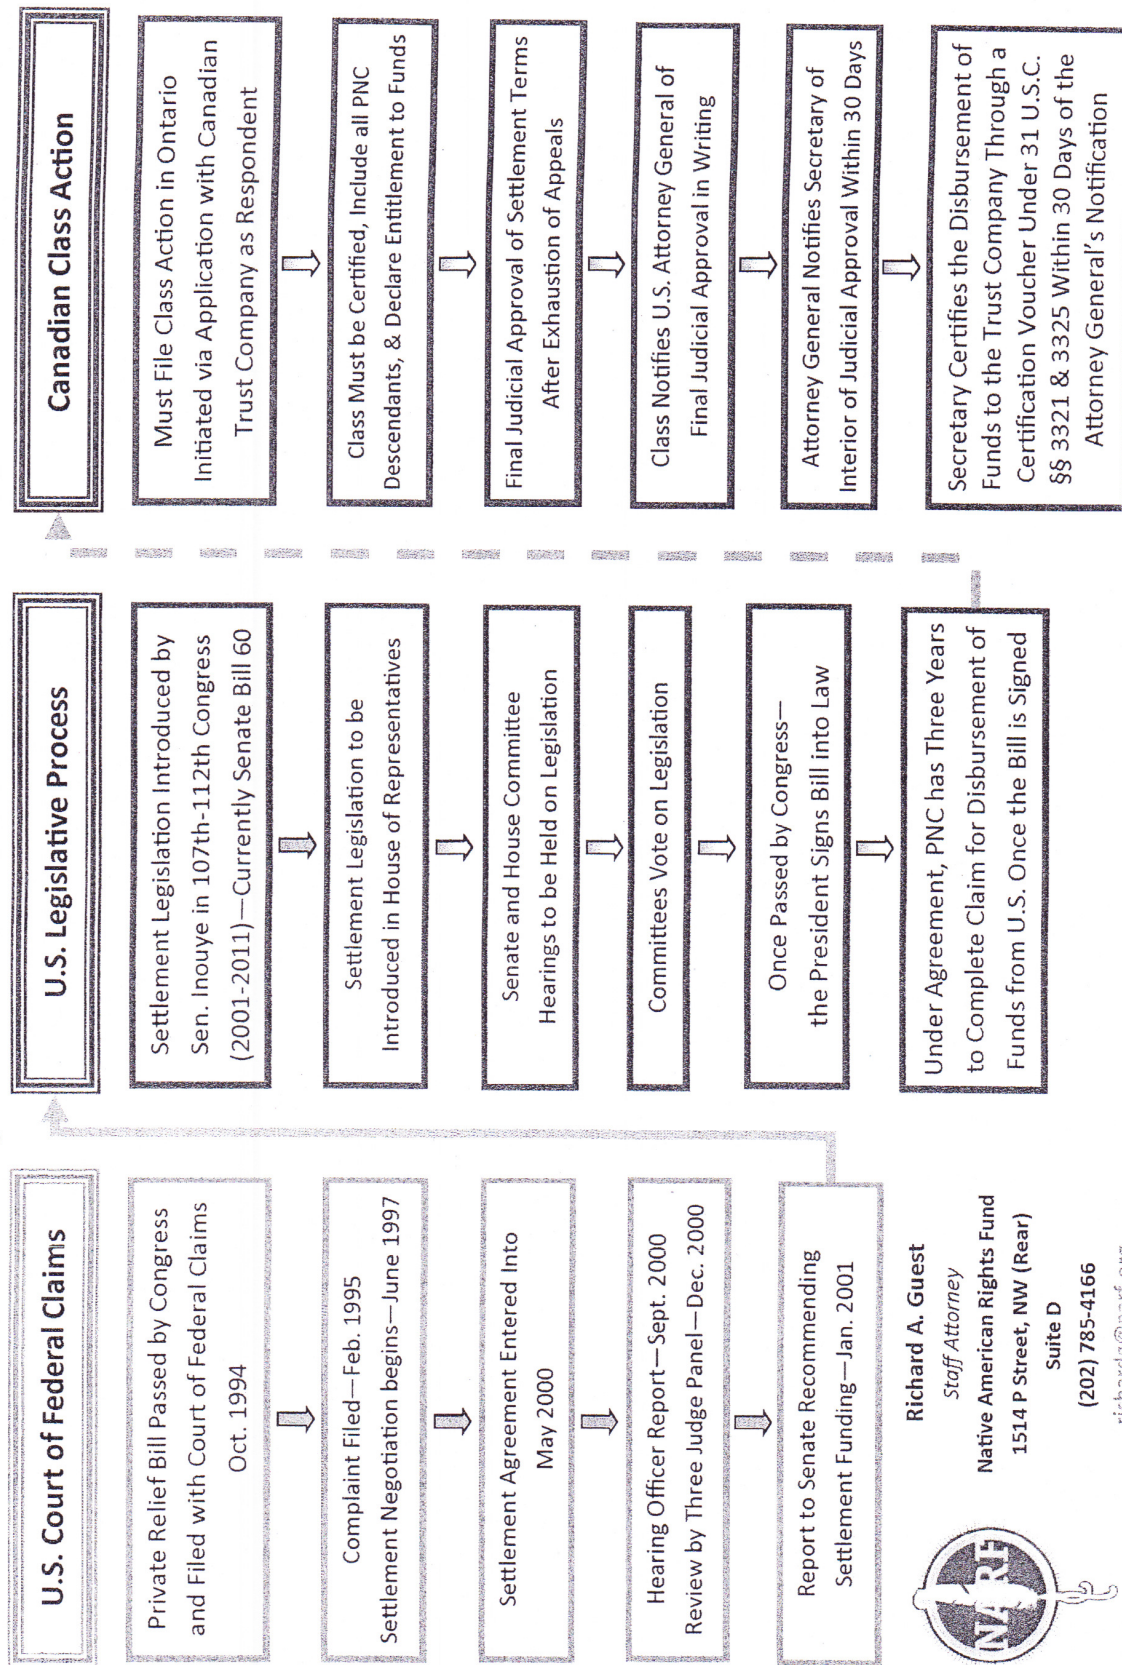 U.S. Court of Federal Claims
Private Relief Bill Passed by Congress
and Filed with Court of Federal Claims
Oct. 1994
Complaint Filed—Feb. 1995
Settlement Negotiation begins—June 1997
Settlement Agreement Entered Into
May 2000
Hearing Officer Report—Sept. 2000
Review by Three Judge Panel—Dec. 2000
Report to Senate Recommending
Settlement Funding—Jan. 2001
U.S. Legislative Process
Settlement Legislation Introduced by
Sen. Inouye in 107th-112th Congress
(2001-2011)—Currently Senate Bill 60
Settlement Legislation to be
Introduced in House of Representatives
Senate and House Committee
Hearings to be Held on Legislation
Committees Vote on Legislation
Once Passed by Congress—
the President Signs Bill into Law
Under Agreement, PNC has Three Years
to Complete Claim for Disbursement of
Funds from U.S. Once the Bill is Signed
Canadian Class Action
Must File Class Action in Ontario
Initiated via Application with Canadian
Trust Company as Respondent
Class Must be Certified, Include all PNC
Descendants, & Declare Entitlement to Funds
Final Judicial Approval of Settlement Terms
After Exhaustion of Appeals
Class Notifies U.S. Attorney General of
Final Judicial Approval in Writing
Attorney General Notifies Secretary of
Interior of Judicial Approval Within 30 Days
Secretary Certifies the Disbursement of
Funds to the Trust Company Through a
Certification Voucher Under 31 U.S.C.
§§ 3321 & 3325 Within 30 Days of the
Attorney General's Notification
NARF
Richard A. Guest
Staff Attorney
Native American Rights Fund
1514 P Street, NW (Rear)
Suite D
(202) 785-4166